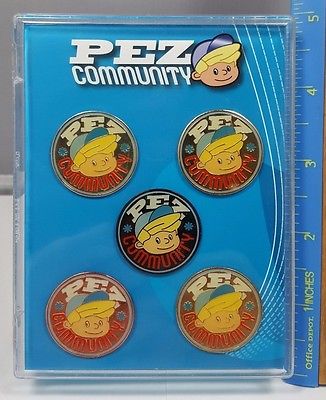 PEZ
COMMUNITY
PEZ
COMMUNITY
PEZ
COMMUNITY
PEZ
COMMUNITY
PEZ
COMMUNITY
PEZ
COMMUNITY
5
4
3
2
1 INCHES
OFFICE DEPOT.